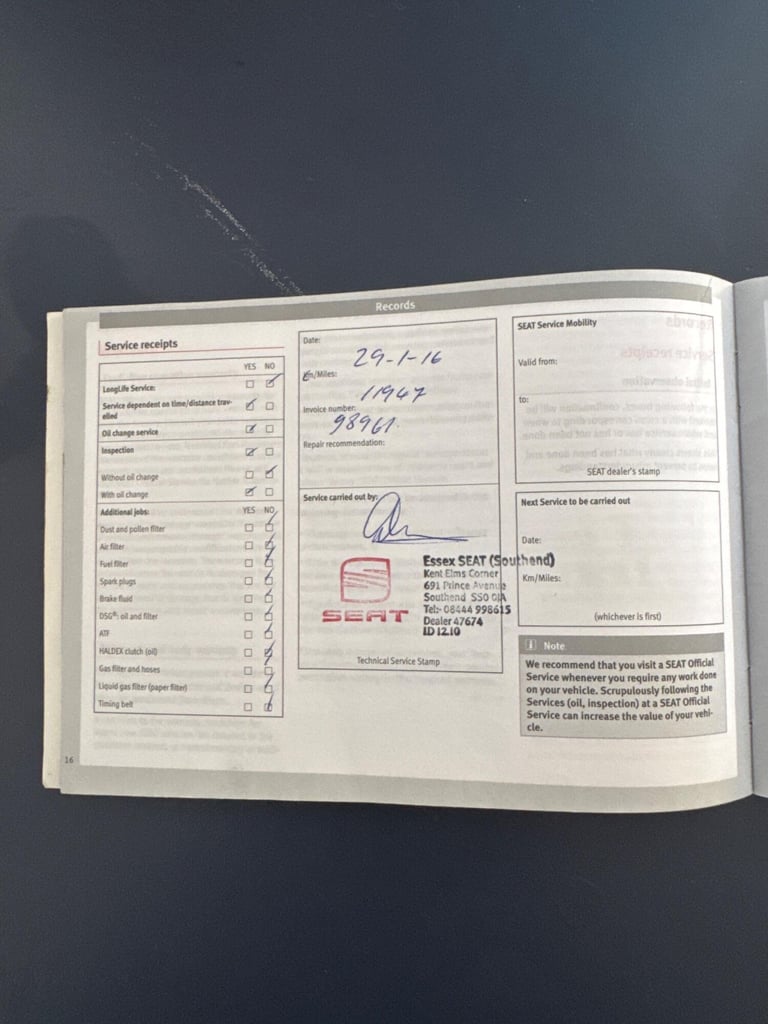 Records
Service receipts
YES NO
LongLife Service:
Service dependent on time/distance trav-
elled
Oil change service
Inspection
Without oil change
With oil change
Additional jobs: YES NO
Dust and pollen filter
Air filter
Fuel filter
Spark plugs
Brake fluid
DSG®: oil and filter
ATF
HALDEX clutch (oil)
Gas filter and hoses
Liquid gas filter (paper filter)
Timing belt
16
Date:
29-1-16
Km/Miles:
11947
Invoice number:
98961.
Repair recommendation:
Service carried out by:
SEAT
Essex SEAT (Southend)
Kent Elms Corner
691 Prince Avenue
Southend SS0 0JA
Tel:- 08444 998615
Dealer 47674
ID 12.10
Technical Service Stamp
SEAT Service Mobility
Valid from:
to:
SEAT dealer's stamp
Next Service to be carried out
Date:
Km/Miles:
(whichever is first)
i Note
We recommend that you visit a SEAT Official
Service whenever you require any work done
on your vehicle. Scrupulously following the
Services (oil, inspection) at a SEAT Official
Service can increase the value of your vehi-
cle.